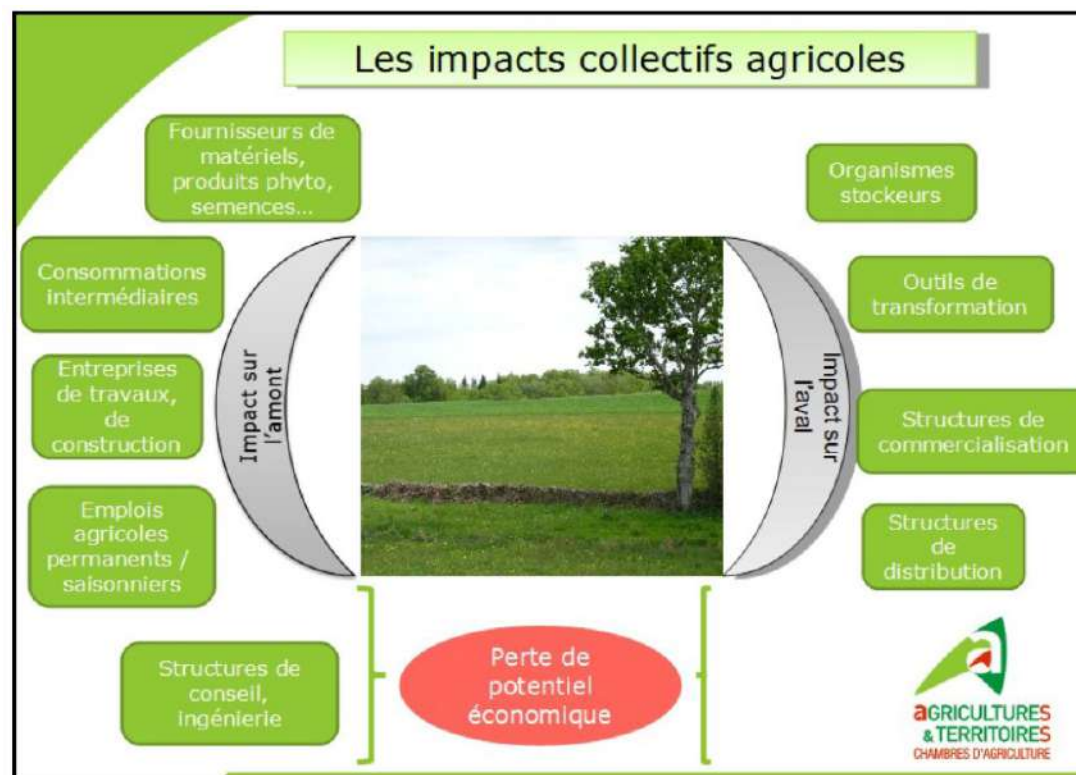 Les impacts collectifs agricoles
Fournisseurs de
matériels,
produits phyto,
semences...
Consommations
intermédiaires
Entreprises
de travaux,
de
construction
Emplois
agricoles
permanents /
saisonniers
Structures de
conseil,
ingénierie
Impact sur
l'amont
Impact sur
l'aval
Organismes
stockeurs
Outils de
transformation
Structures de
commercialisation
Structures
de
distribution
Perte de
potentiel
économique
aGRICULTURES
& TERRITOIRES
CHAMBRES D'AGRICULTURE